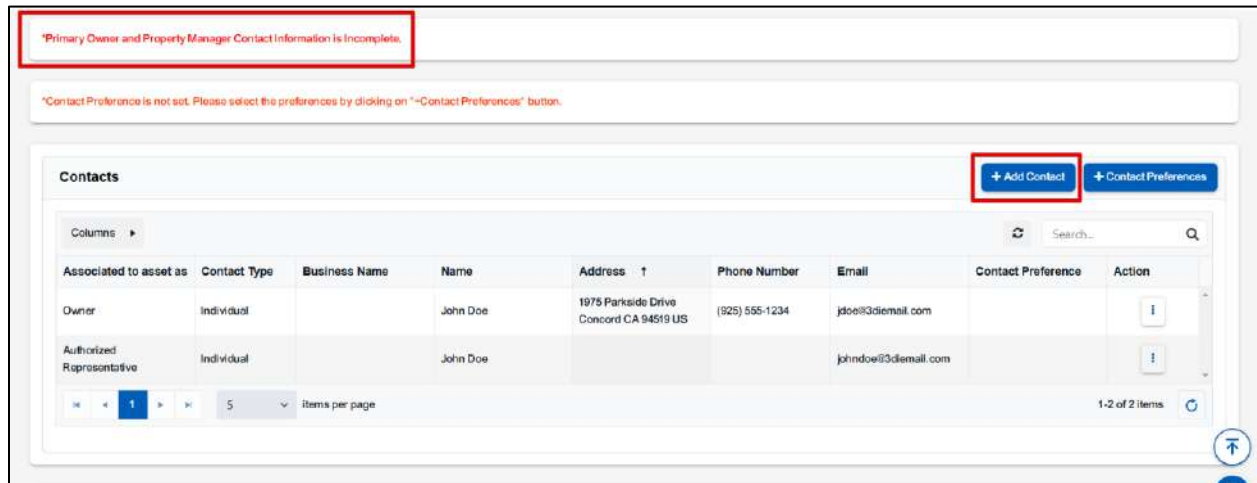 *Primary Owner and Property Manager Contact Information is Incomplete.
*Contact Preference is not set. Please select the preferences by clicking on "+Contact Preferences" button.
Contacts
+ Add Contact
+ Contact Preferences
Columns
Search...
Associated to asset as Contact Type Business Name Name Address ↑ Phone Number Email Contact Preference Action
Owner Individual John Doe 1975 Parkside Drive (925) 555-1234 jdoe@3diemail.com
Concord CA 94519 US
Authorized Individual John Doe johndoe@3diemail.com
Representative
1 5 items per page 1-2 of 2 items